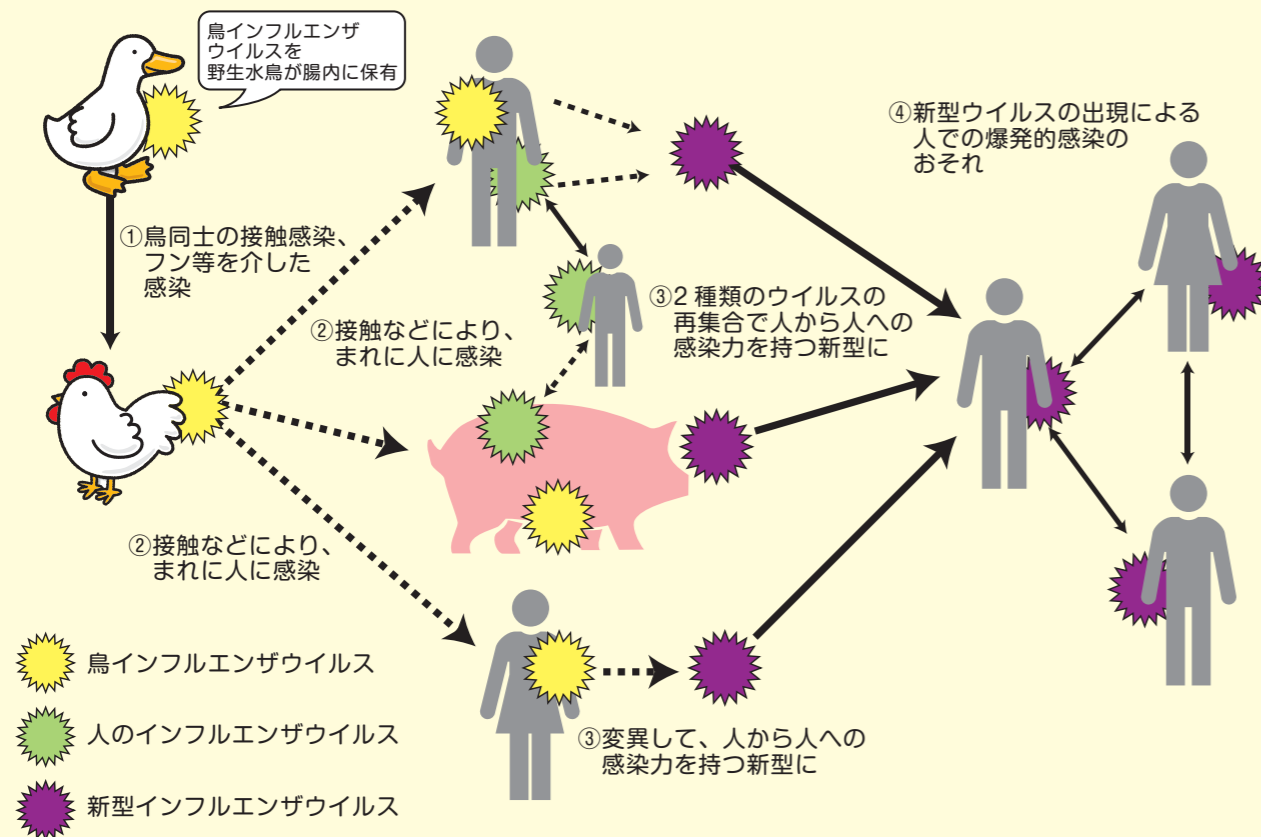 鳥インフルエンザ
ウイルスを
野生水鳥が腸内に保有
①鳥同士の接触感染、
フン等を介した
感染
②接触などにより、
まれに人に感染
③2種類のウイルスの
再集合で人から人への
感染力を持つ新型に
④新型ウイルスの出現による
人での爆発的感染の
おそれ
②接触などにより、
まれに人に感染
③変異して、人から人への
感染力を持つ新型に
鳥インフルエンザウイルス
人のインフルエンザウイルス
新型インフルエンザウイルス